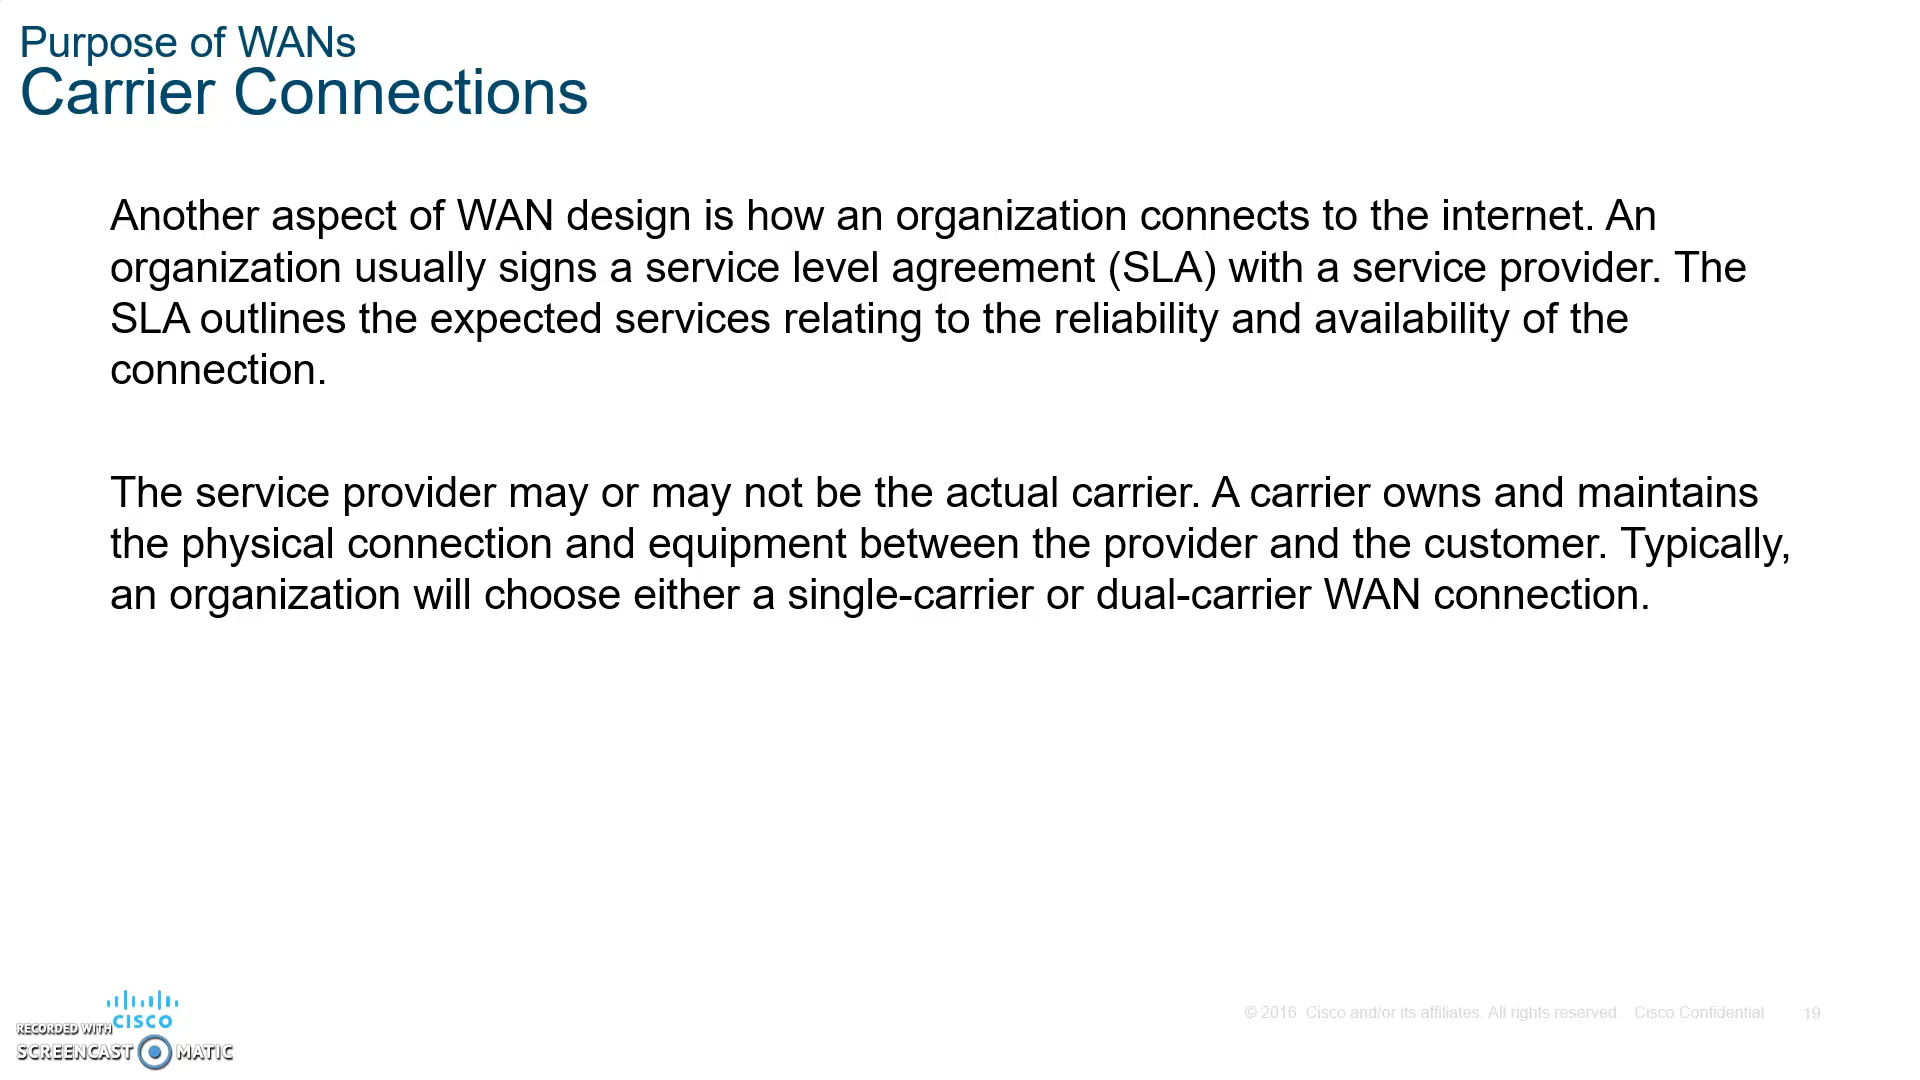 Purpose of WANs
Carrier Connections
Another aspect of WAN design is how an organization connects to the internet. An
organization usually signs a service level agreement (SLA) with a service provider. The
SLA outlines the expected services relating to the reliability and availability of the
connection.
The service provider may or may not be the actual carrier. A carrier owns and maintains
the physical connection and equipment between the provider and the customer. Typically,
an organization will choose either a single-carrier or dual-carrier WAN connection.
CISCO
RECORDED WITH
SCREENCAST MATIC
© 2016 Cisco and/or its affiliates. All rights reserved. Cisco Confidential 19